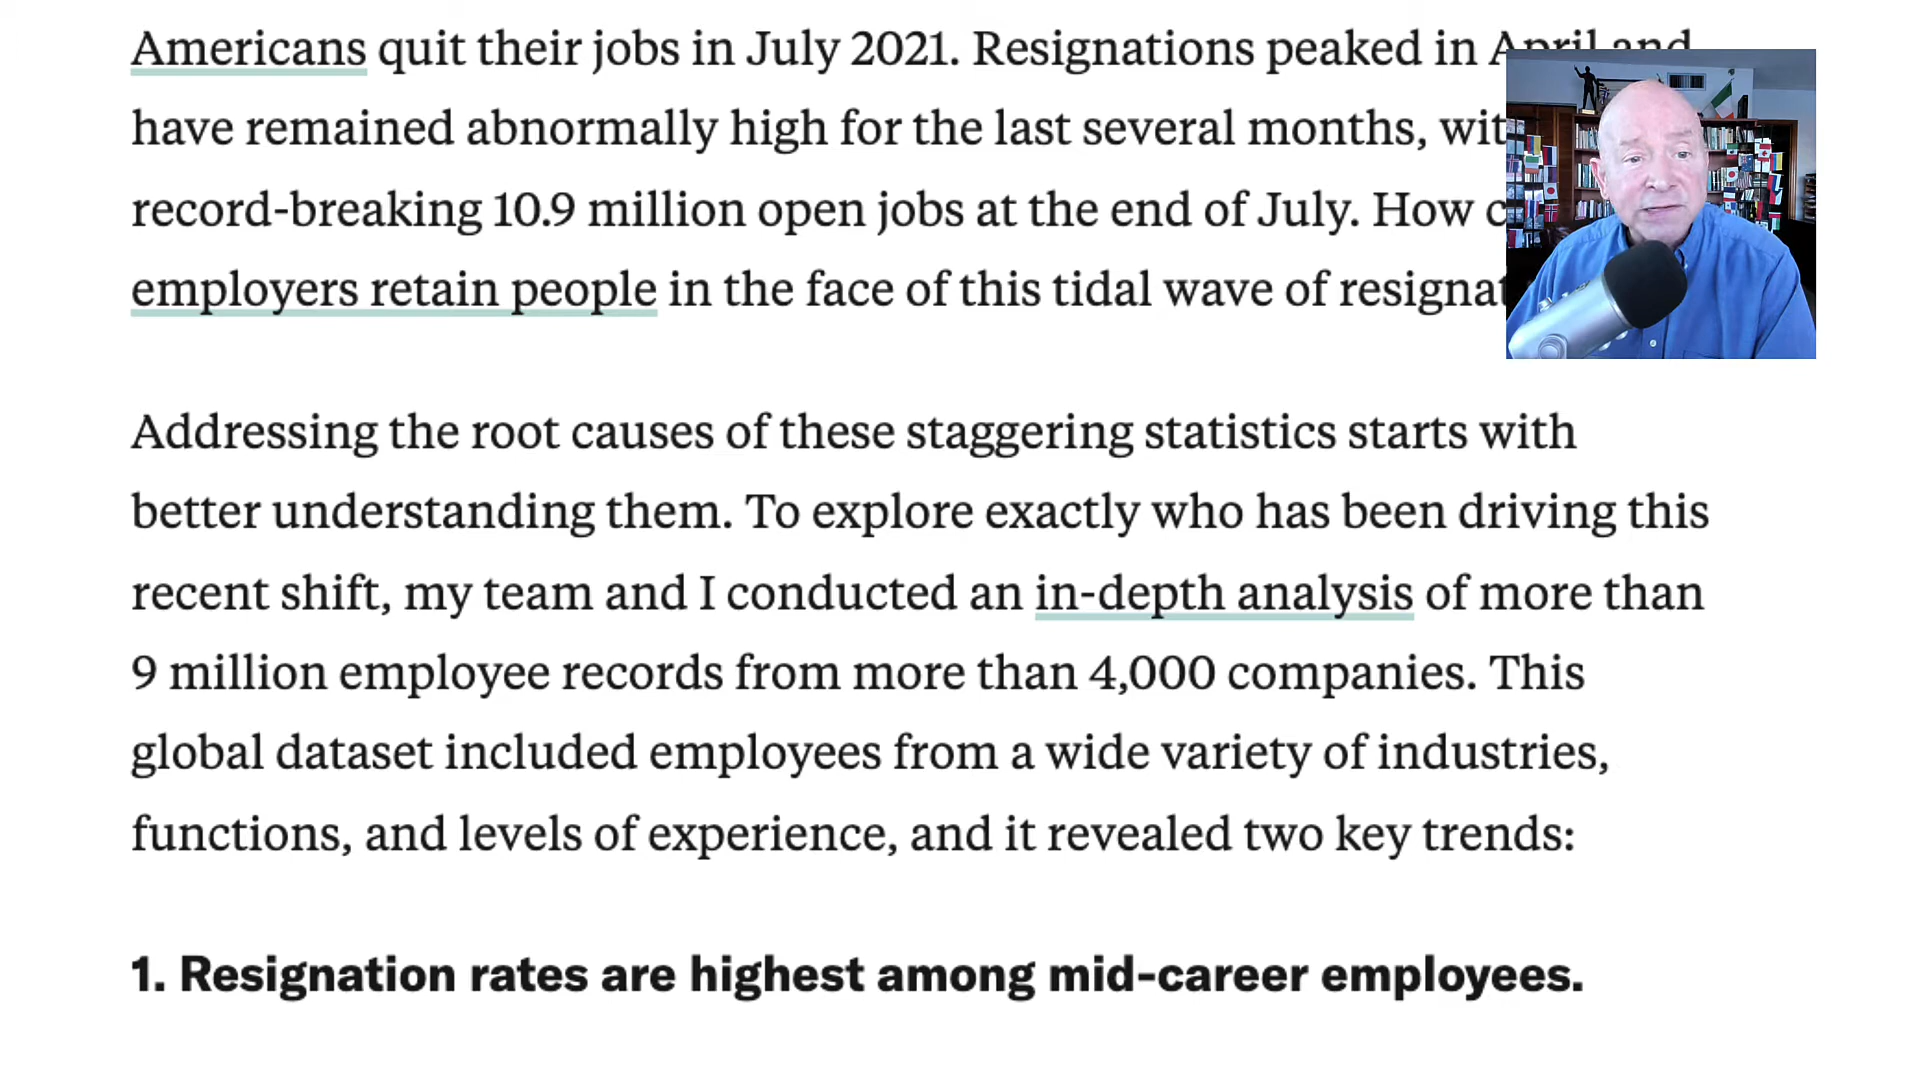 Americans quit their jobs in July 2021. Resignations peaked in April and
have remained abnormally high for the last several months, wit
record-breaking 10.9 million open jobs at the end of July. How c
employers retain people in the face of this tidal wave of resignat
Addressing the root causes of these staggering statistics starts with
better understanding them. To explore exactly who has been driving this
recent shift, my team and I conducted an in-depth analysis of more than
9 million employee records from more than 4,000 companies. This
global dataset included employees from a wide variety of industries,
functions, and levels of experience, and it revealed two key trends:
1. Resignation rates are highest among mid-career employees.